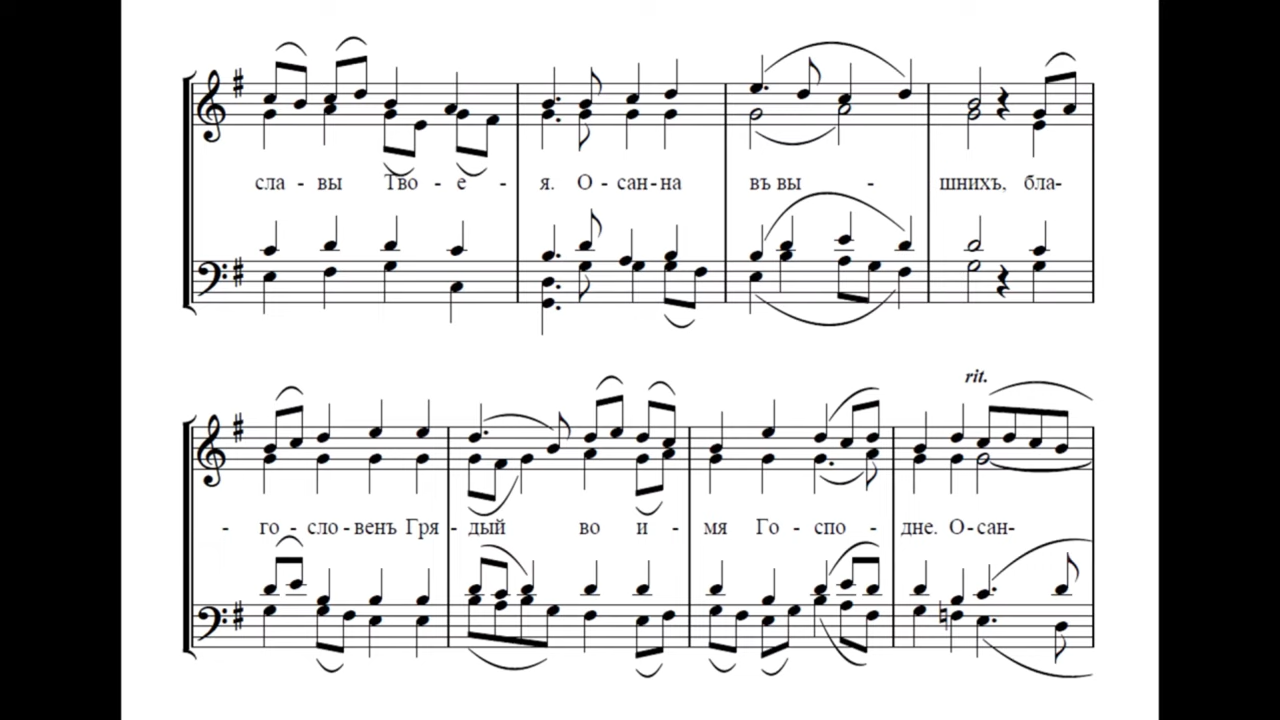 сла - вы Тво - е - я. О - сан - на въ вы - шнихъ, бла-
rit.
- го - сло - венъ Гря - дый во и - мя Го - спо - дне. О - сан-